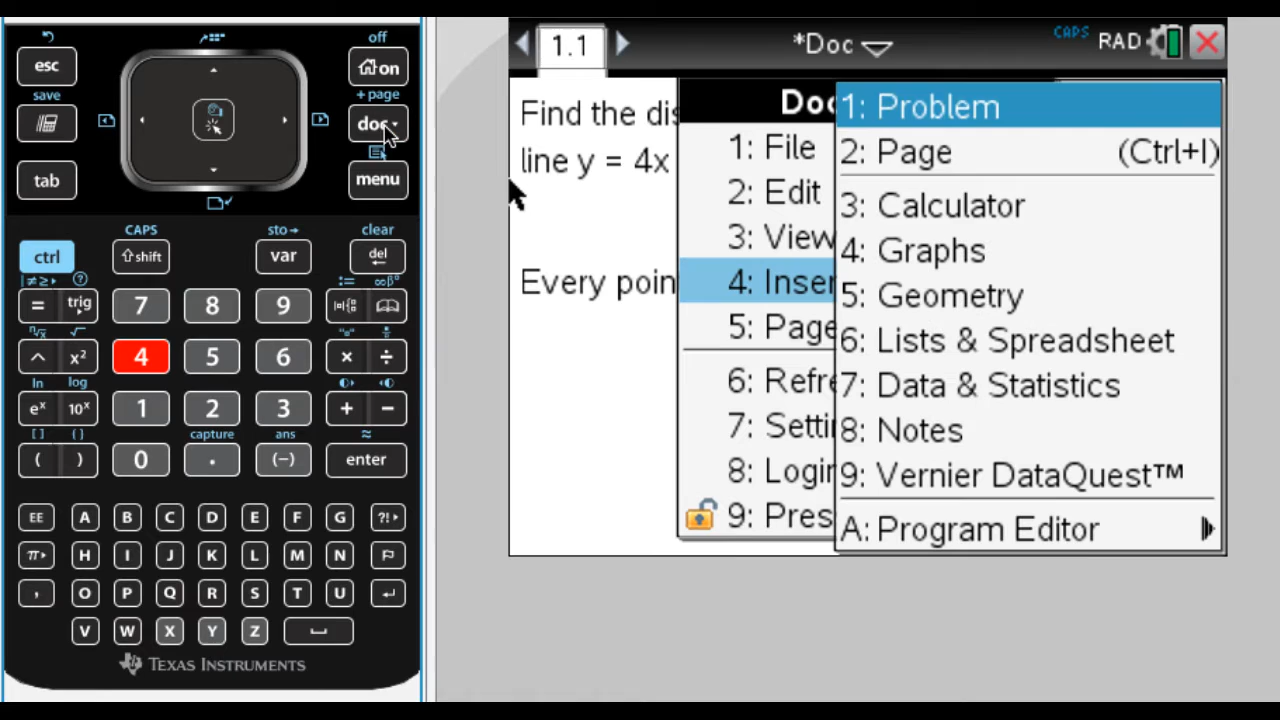 off
esc
on
save
+ page
doc
tab
menu
CAPS
sto→
clear
ctrl
⇧shift
var
del
|≠≥▸
?
:=
∞β°
=
trig
7
8
9
ⁿ√x
√
^
x²
4
5
6
×
÷
ln
log
eˣ
10ˣ
1
2
3
+
−
[ ]
{ }
capture
ans
≈
(
)
0
.
(−)
enter
EE
A
B
C
D
E
F
G
?!▸
π▸
H
I
J
K
L
M
N
,
O
P
Q
R
S
T
U
V
W
X
Y
Z
TEXAS INSTRUMENTS
1.1
*Doc
CAPS
RAD
Find the dis
line y = 4x
Every poin
Doc
1: File
2: Edit
3: View
4: Inser
5: Page
6: Refre
7: Settin
8: Login
9: Pres
1: Problem
2: Page (Ctrl+I)
3: Calculator
4: Graphs
5: Geometry
6: Lists & Spreadsheet
7: Data & Statistics
8: Notes
9: Vernier DataQuest™
A: Program Editor